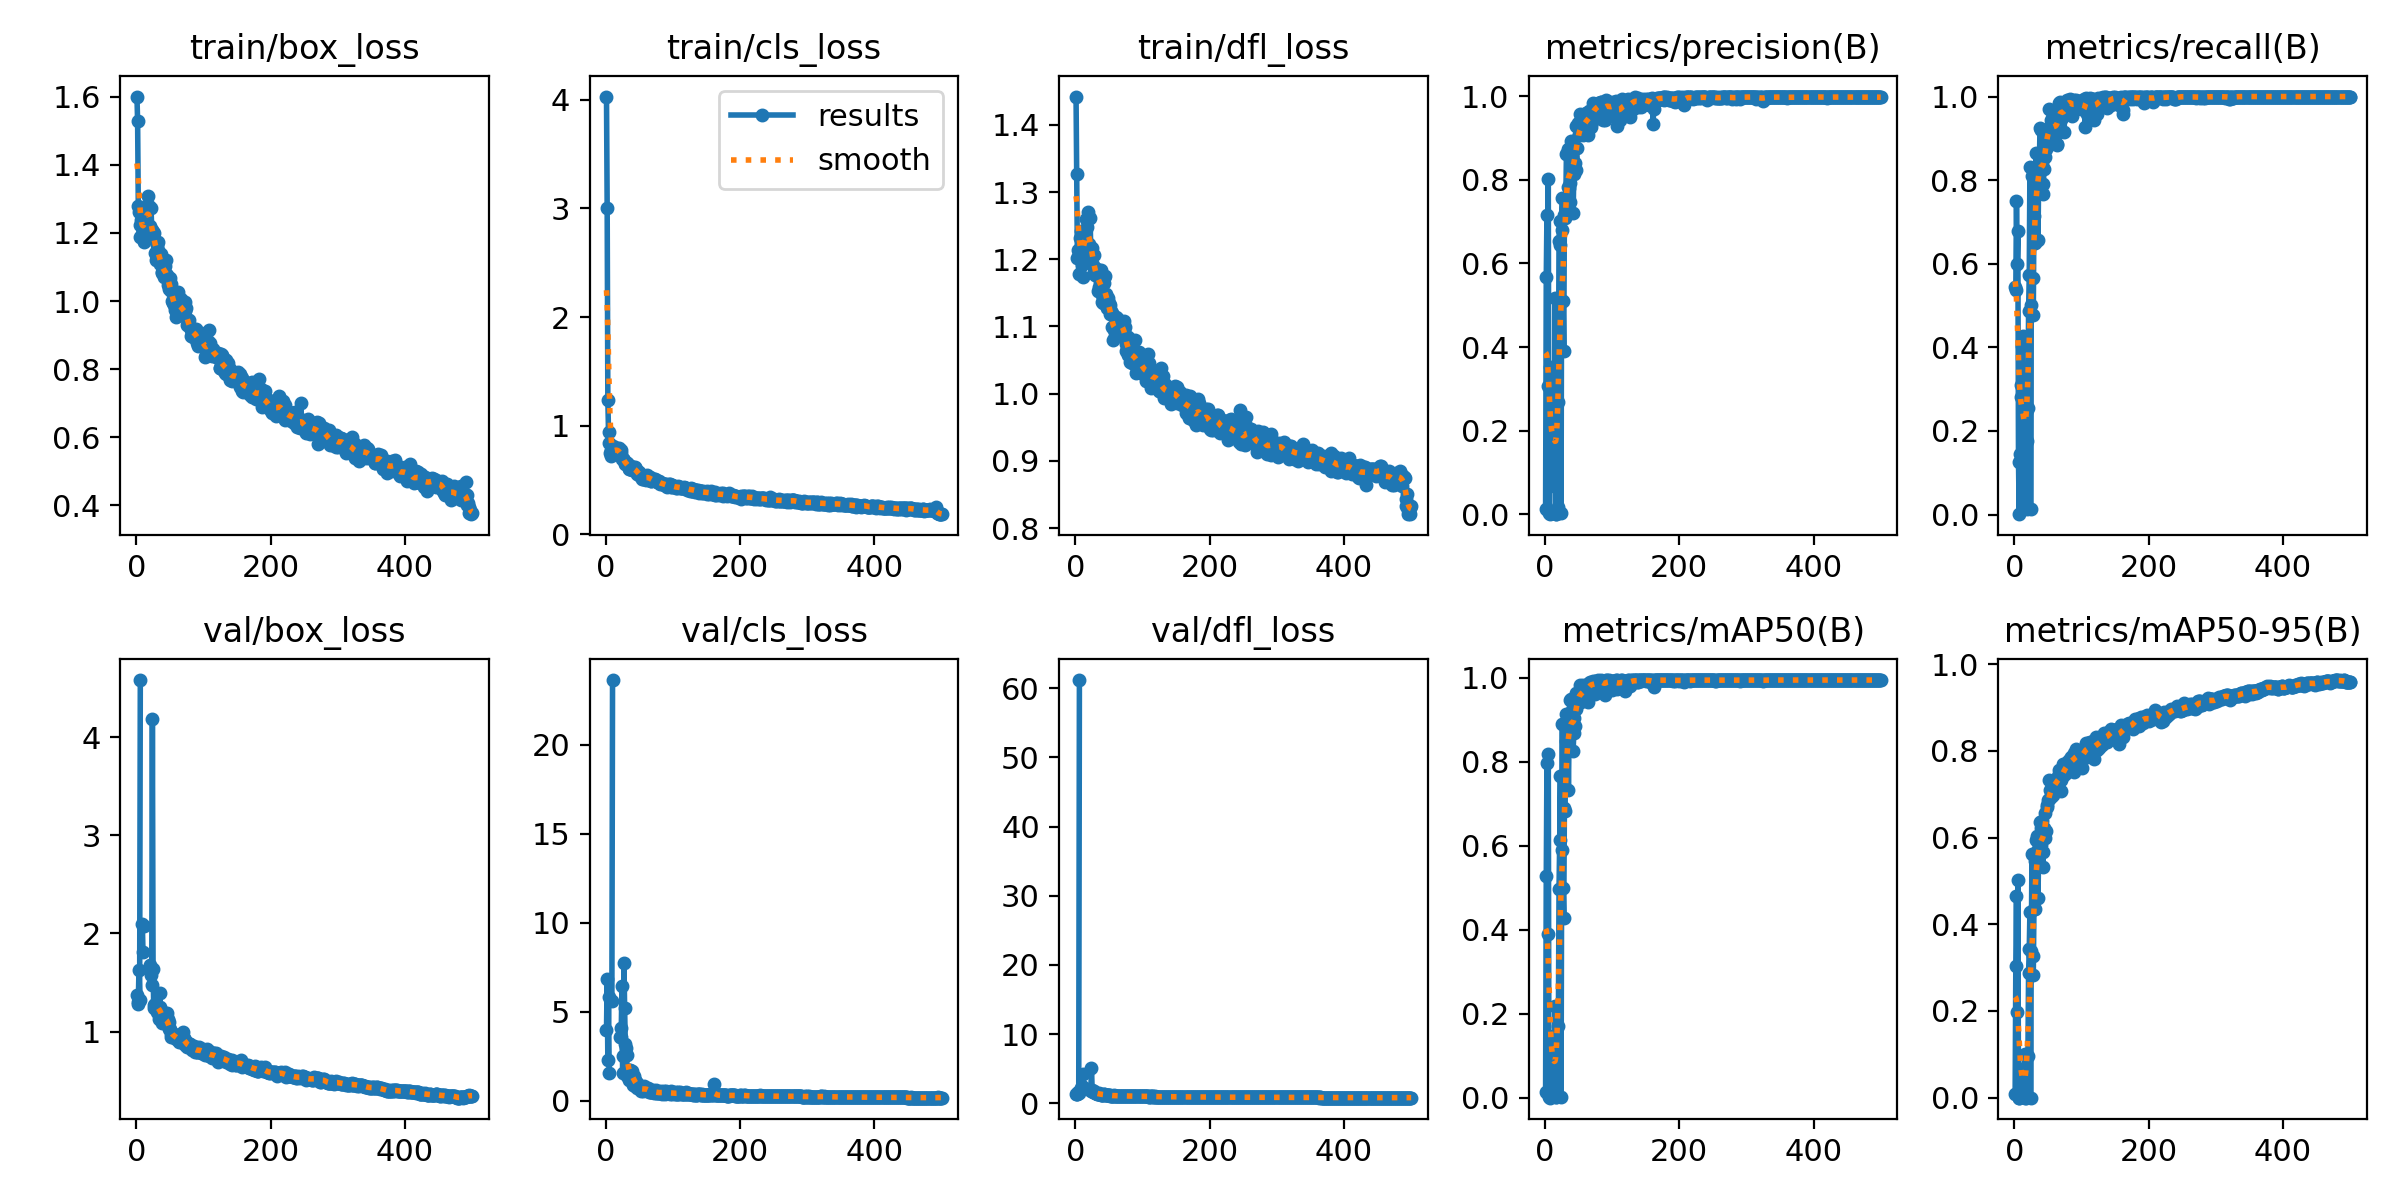 train/box_loss
1.6
1.4
1.2
1.0
0.8
0.6
0.4
0 200 400
train/cls_loss
4
3
2
1
0
0 200 400
results
smooth
train/dfl_loss
1.4
1.3
1.2
1.1
1.0
0.9
0.8
0 200 400
metrics/precision(B)
1.0
0.8
0.6
0.4
0.2
0.0
0 200 400
metrics/recall(B)
1.0
0.8
0.6
0.4
0.2
0.0
0 200 400
val/box_loss
4
3
2
1
0 200 400
val/cls_loss
20
15
10
5
0
0 200 400
val/dfl_loss
60
50
40
30
20
10
0
0 200 400
metrics/mAP50(B)
1.0
0.8
0.6
0.4
0.2
0.0
0 200 400
metrics/mAP50-95(B)
1.0
0.8
0.6
0.4
0.2
0.0
0 200 400